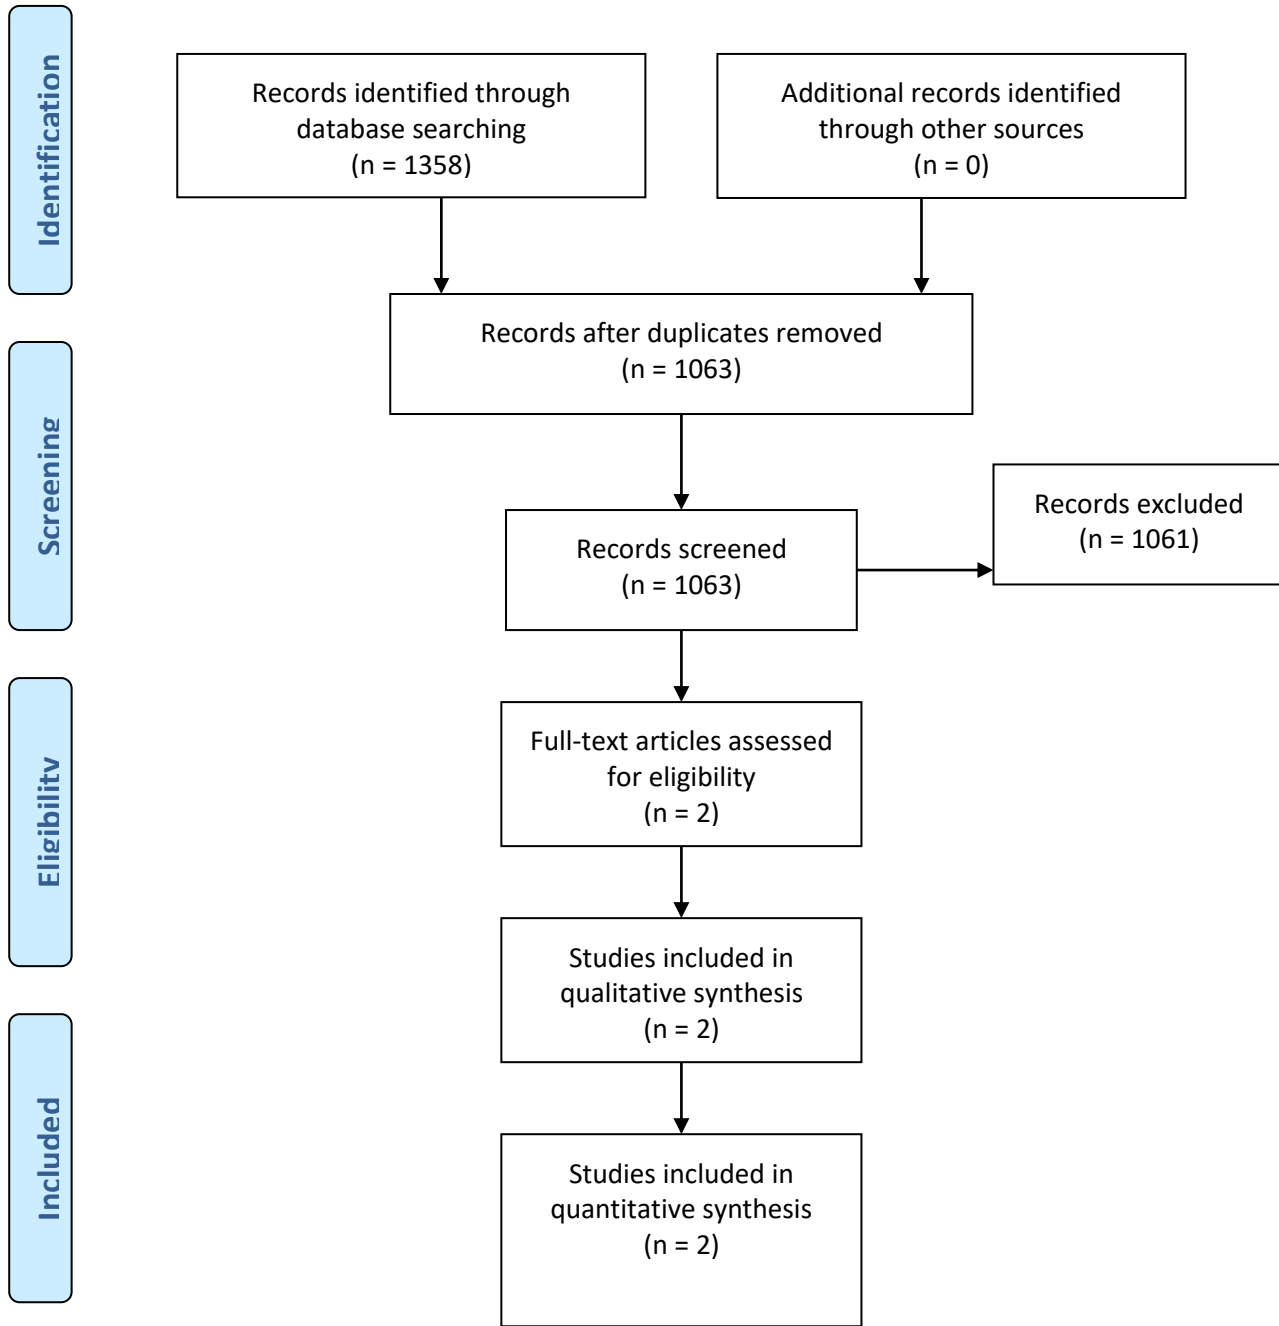 Identification
Records identified through
database searching
(n = 1358)
Additional records identified
through other sources
(n = 0)
Records after duplicates removed
(n = 1063)
Screening
Records screened
(n = 1063)
Records excluded
(n = 1061)
Eligibility
Full-text articles assessed
for eligibility
(n = 2)
Studies included in
qualitative synthesis
(n = 2)
Included
Studies included in
quantitative synthesis
(n = 2)